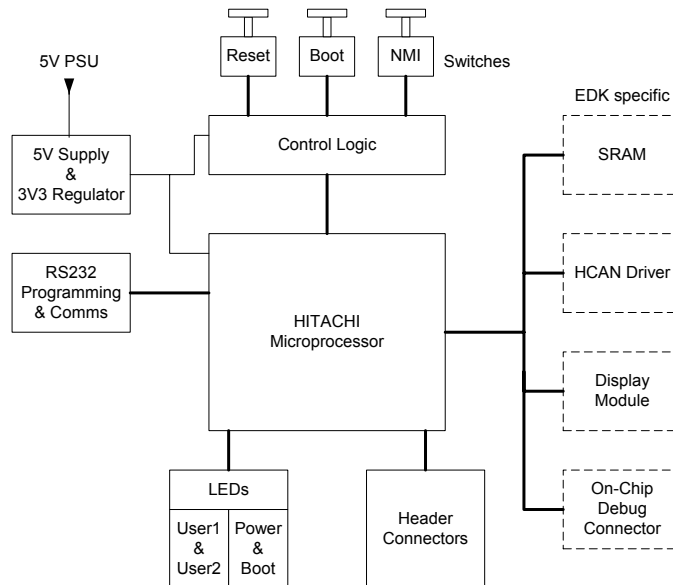 Reset
Boot
NMI
Switches
5V PSU
EDK specific
5V Supply
&
3V3 Regulator
Control Logic
SRAM
RS232
Programming
& Comms
HITACHI
Microprocessor
HCAN Driver
Display
Module
LEDs
User1
&
User2
Power
&
Boot
Header
Connectors
On-Chip
Debug
Connector